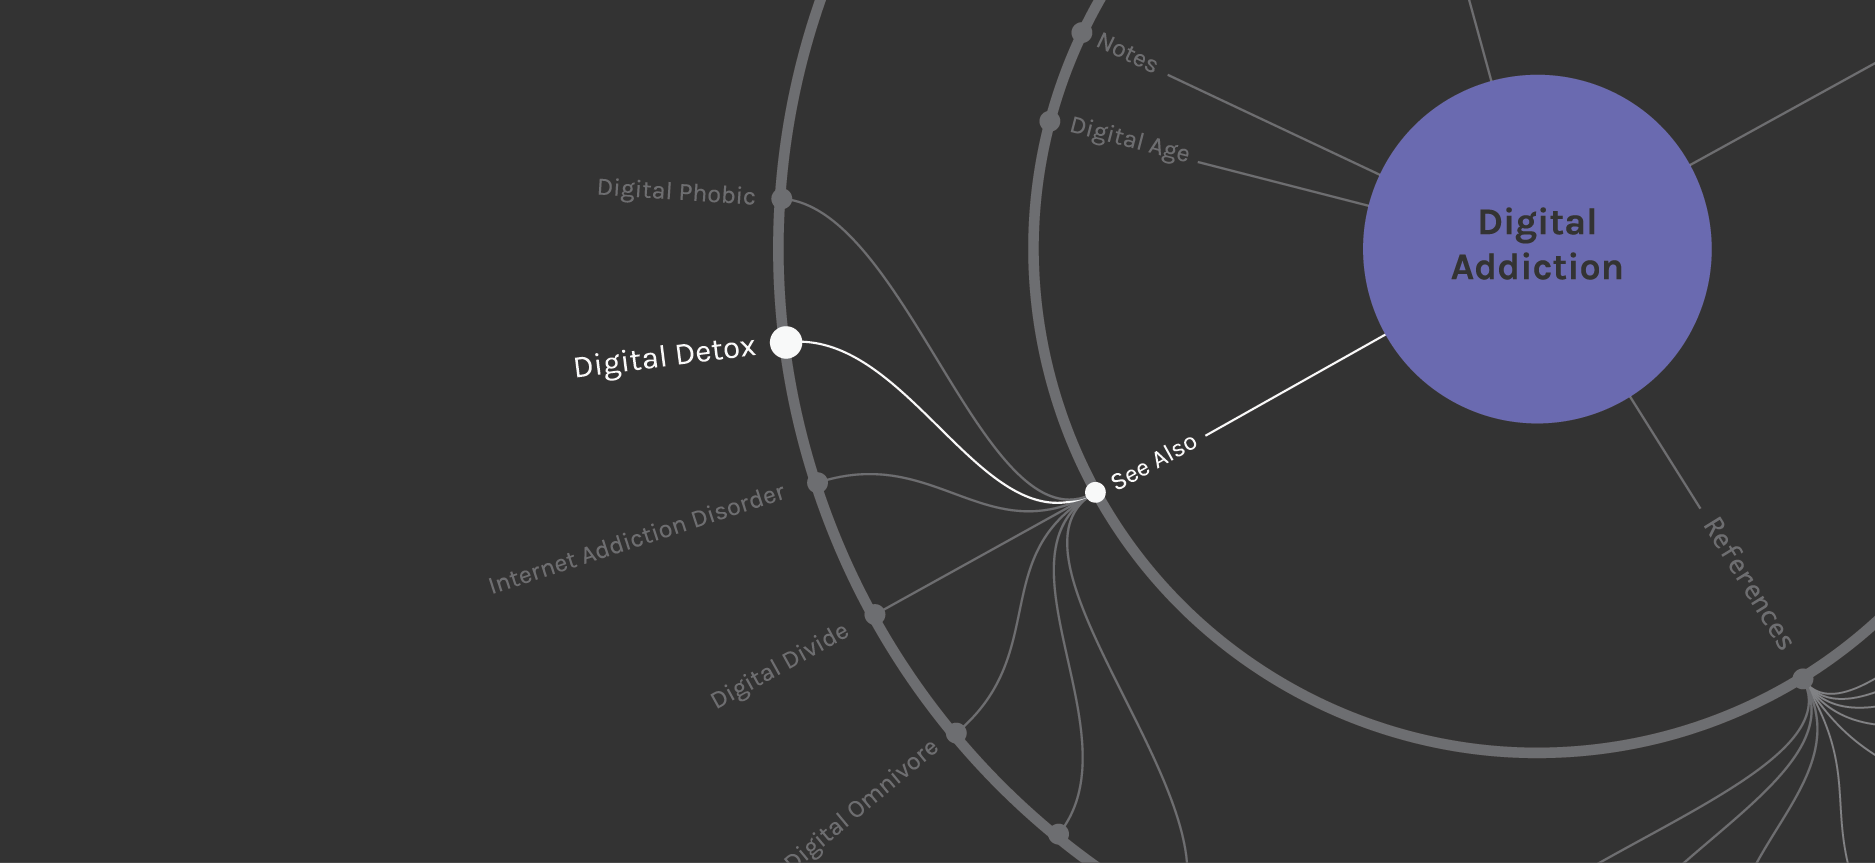 Notes
Digital Age
Digital Phobic
Digital
Addiction
Digital Detox
See Also
Internet Addiction Disorder
References
Digital Divide
Digital Omnivore